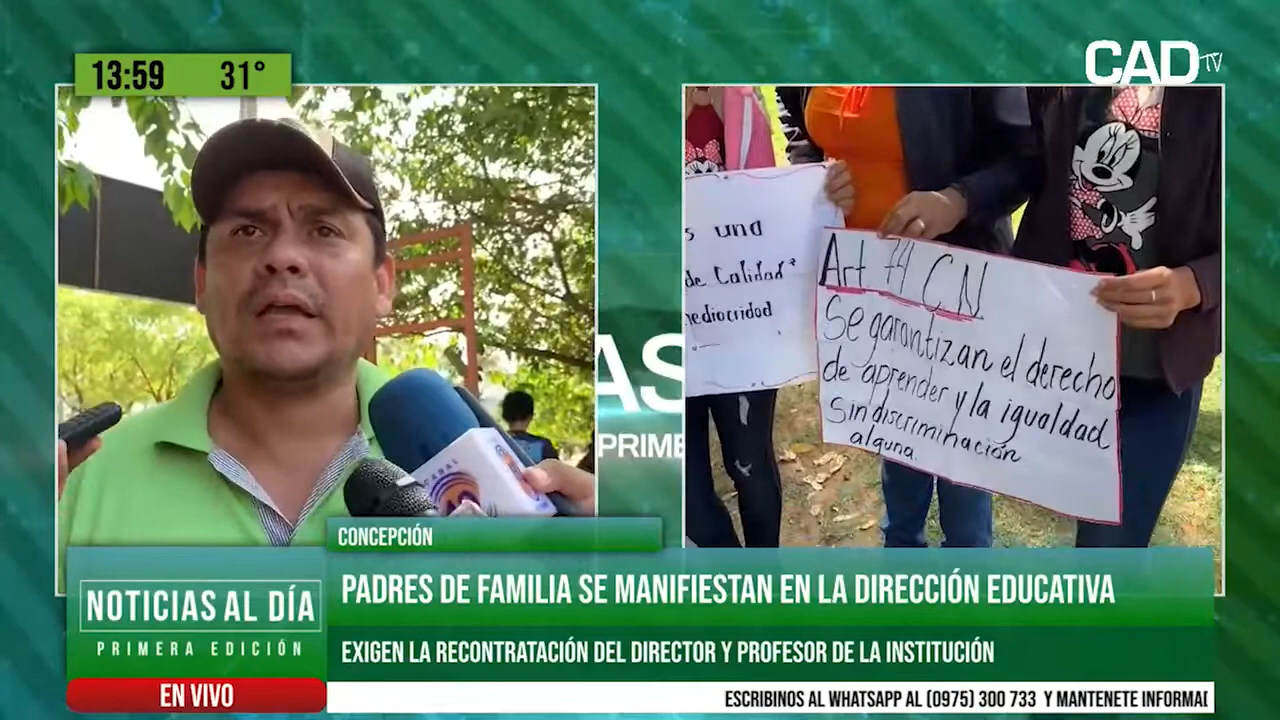 13:59 31°
CAD TV
s una
de Calidad"
mediocridad
Art 74 CN
Se garantizan el derecho
de aprender y la igualdad
Sin discriminación
alguna.
AS
PRIME
CONCEPCIÓN
NOTICIAS AL DÍA
PRIMERA EDICIÓN
EN VIVO
PADRES DE FAMILIA SE MANIFIESTAN EN LA DIRECCIÓN EDUCATIVA
EXIGEN LA RECONTRATACIÓN DEL DIRECTOR Y PROFESOR DE LA INSTITUCIÓN
ESCRIBINOS AL WHATSAPP AL (0975) 300 733 Y MANTENETE INFORMA